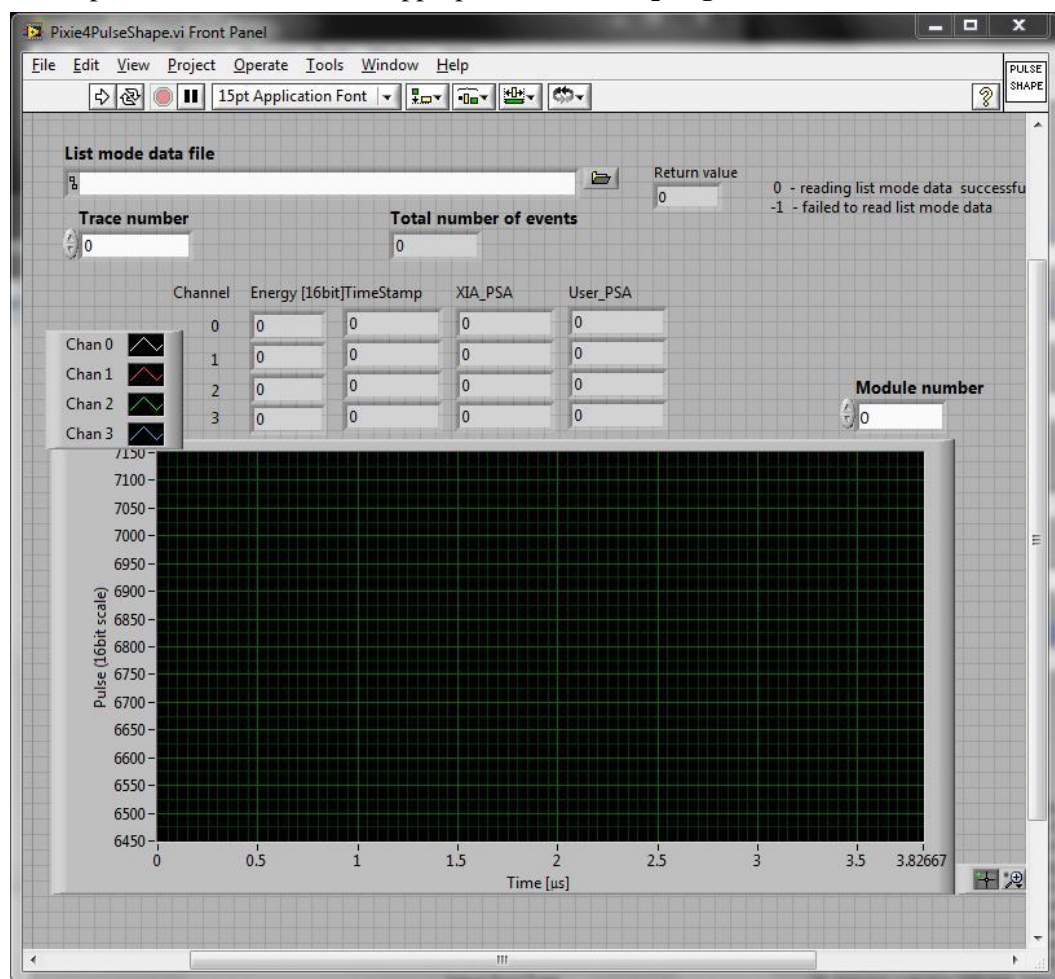 Pixie4PulseShape.vi Front Panel
File Edit View Project Operate Tools Window Help
PULSE
SHAPE
15pt Application Font
List mode data file
Return value
0
0 - reading list mode data successfu
-1 - failed to read list mode data
Trace number
0
Total number of events
0
Channel Energy [16bit]TimeStamp XIA_PSA User_PSA
0 0 0 0 0
1 0 0 0 0
2 0 0 0 0
3 0 0 0 0
Chan 0
Chan 1
Chan 2
Chan 3
Module number
0
Pulse (16bit scale)
7150
7100
7050
7000
6950
6900
6850
6800
6750
6700
6650
6600
6550
6500
6450
0 0.5 1 1.5 2 2.5 3 3.5 3.82667
Time [µs]